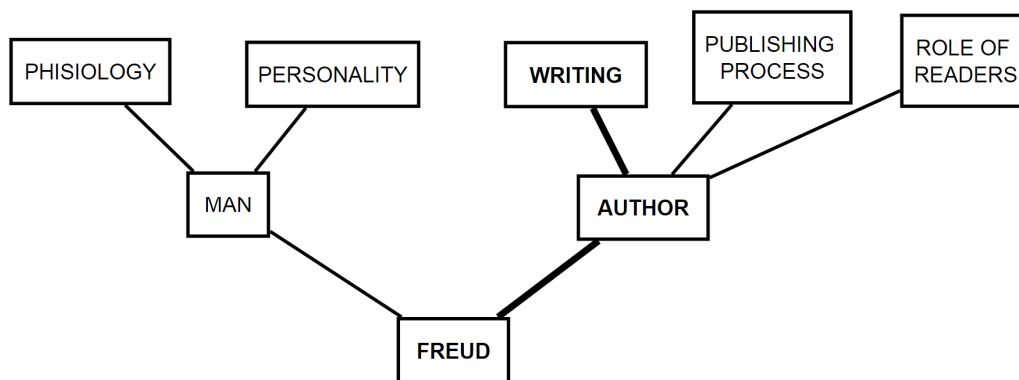 PHISIOLOGY
PERSONALITY
WRITING
PUBLISHING
PROCESS
ROLE OF
READERS
MAN
AUTHOR
FREUD